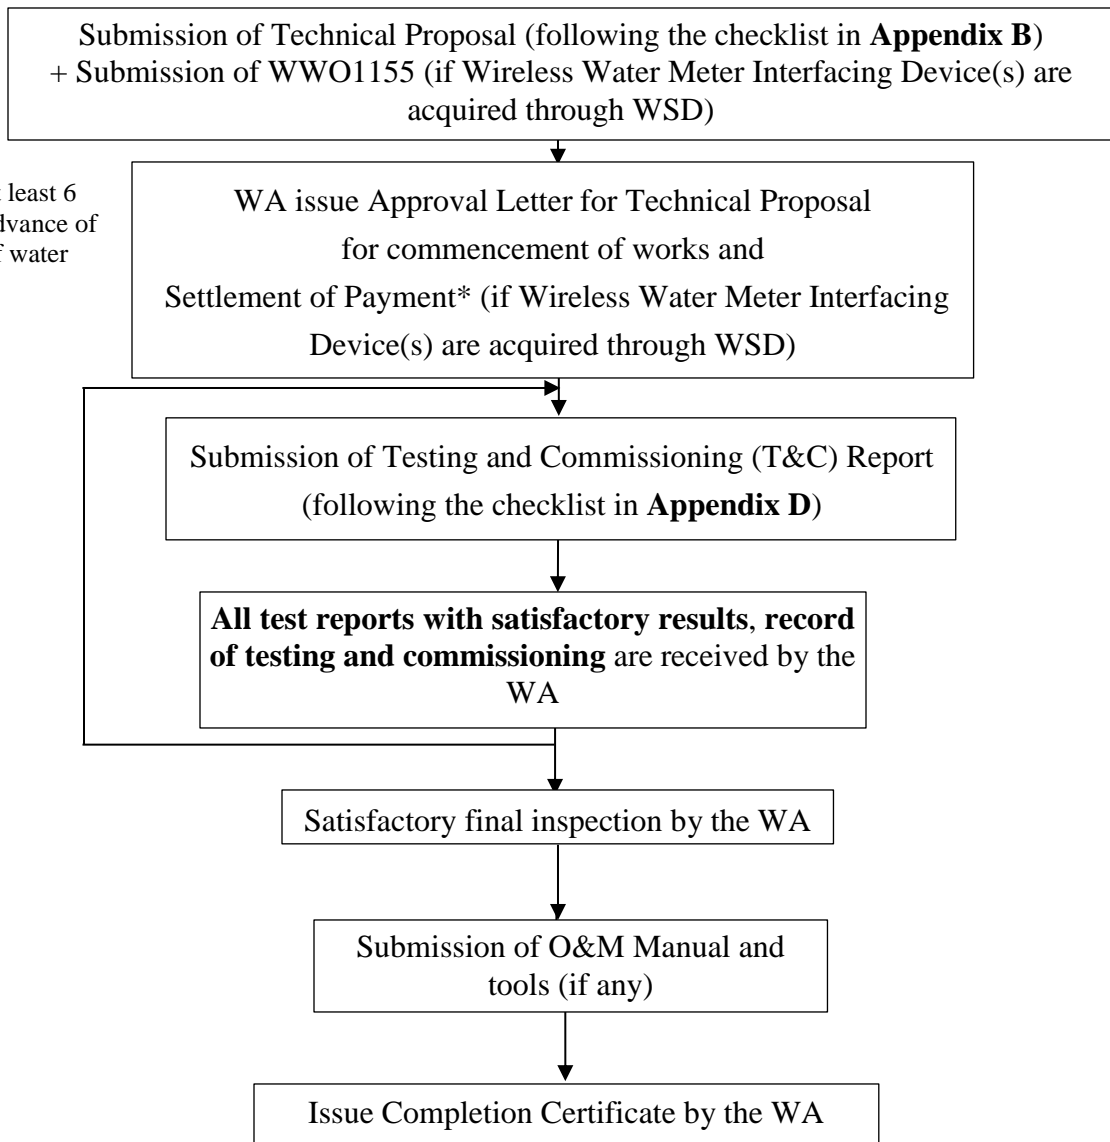 Submission of Technical Proposal (following the checklist in Appendix B)
+ Submission of WWO1155 (if Wireless Water Meter Interfacing Device(s) are
acquired through WSD)
least 6
of
water
WA issue Approval Letter for Technical Proposal
for commencement of works and
Settlement of Payment* (if Wireless Water Meter Interfacing
Device(s) are acquired through WSD)
Submission of Testing and Commissioning (T&C) Report
(following the checklist in Appendix D)
All test reports with satisfactory results, record
of testing and commissioning are received by the
WA
Satisfactory final inspection by the WA
Submission of O&M Manual and
tools (if any)
Issue Completion Certificate by the WA